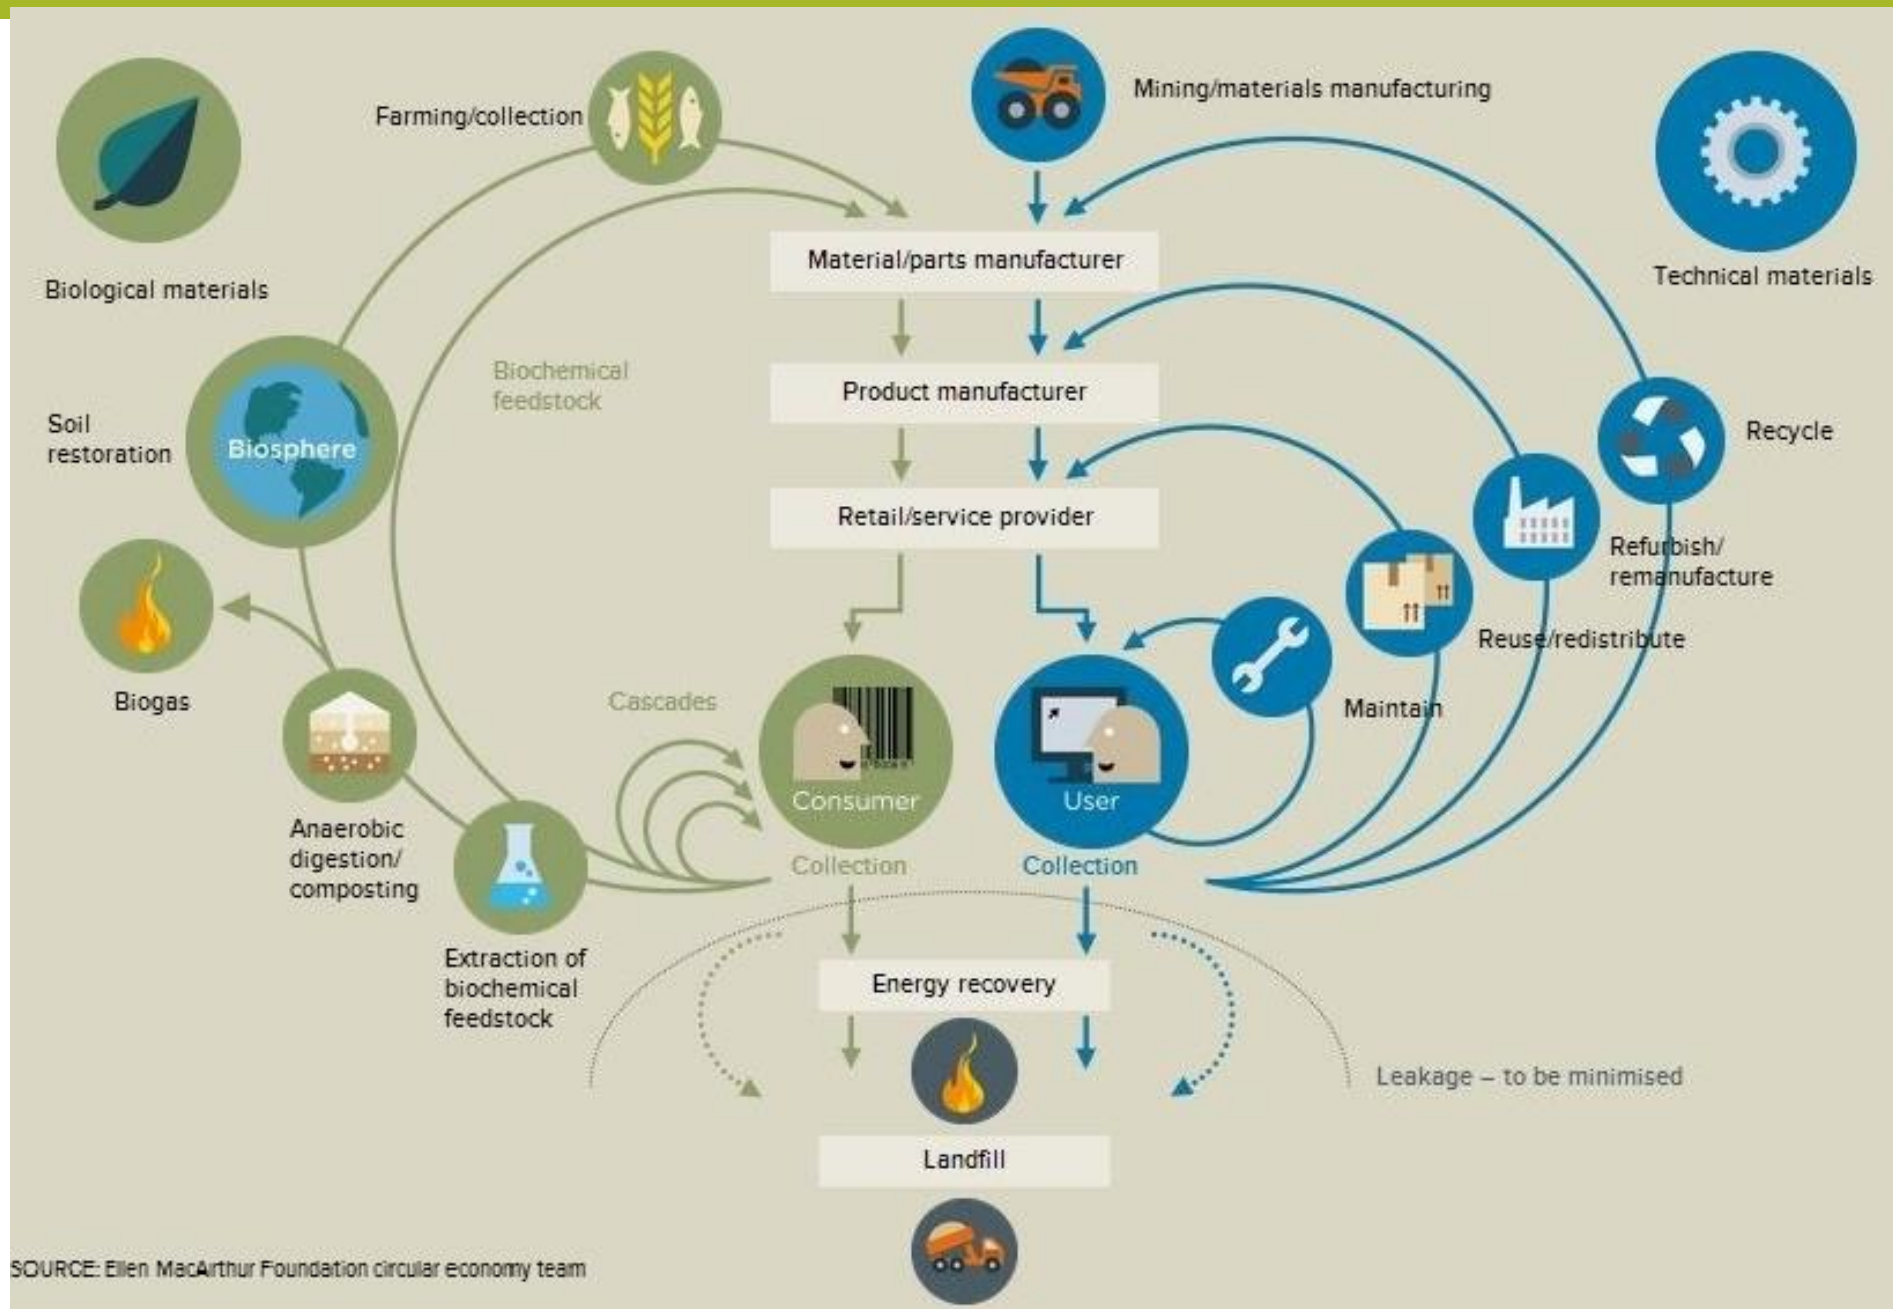 Farming/collection
Mining/materials manufacturing
Biological materials
Technical materials
Material/parts manufacturer
Biochemical
feedstock
Product manufacturer
Soil
restoration
Biosphere
Recycle
Retail/service provider
Refurbish/
remanufacture
Reuse/redistribute
Biogas
Cascades
Maintain
Consumer
User
Collection
Collection
Anaerobic
digestion/
composting
Extraction of
biochemical
feedstock
Energy recovery
Leakage – to be minimised
Landfill
SOURCE: Ellen MacArthur Foundation circular economy team